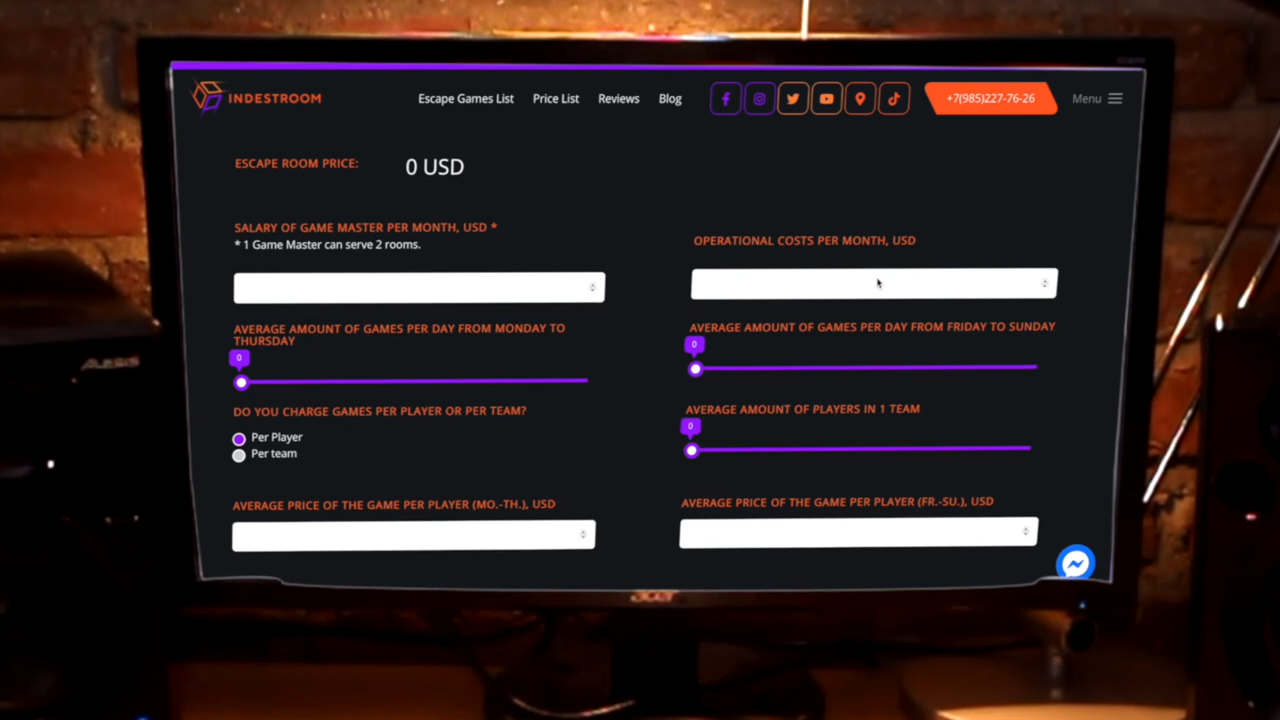 INDESTROOM
Escape Games List Price List Reviews Blog
+7(985)227-76-26
Menu
ESCAPE ROOM PRICE: 0 USD
SALARY OF GAME MASTER PER MONTH, USD *
* 1 Game Master can serve 2 rooms.
OPERATIONAL COSTS PER MONTH, USD
AVERAGE AMOUNT OF GAMES PER DAY FROM MONDAY TO
THURSDAY
0
AVERAGE AMOUNT OF GAMES PER DAY FROM FRIDAY TO SUNDAY
0
DO YOU CHARGE GAMES PER PLAYER OR PER TEAM?
Per Player
Per team
AVERAGE AMOUNT OF PLAYERS IN 1 TEAM
0
AVERAGE PRICE OF THE GAME PER PLAYER (MO.-TH.), USD
AVERAGE PRICE OF THE GAME PER PLAYER (FR.-SU.), USD
ALESIS
acer